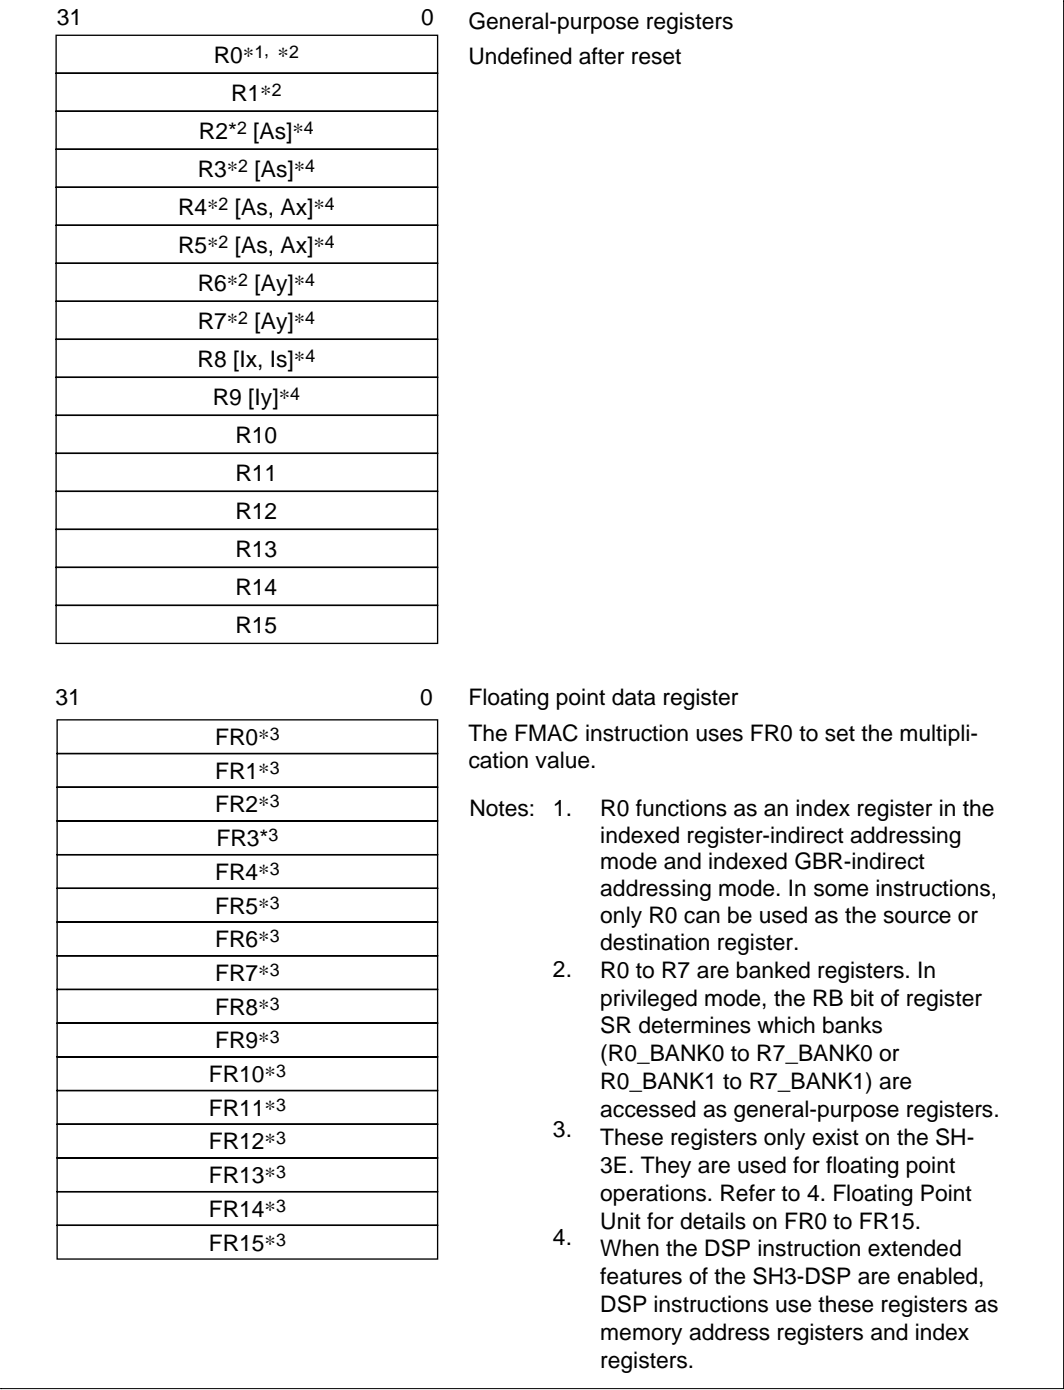 31 0 General-purpose registers
R0*1, *2 Undefined after reset
R1*2
R2*2 [As]*4
R3*2 [As]*4
R4*2 [As, Ax]*4
R5*2 [As, Ax]*4
R6*2 [Ay]*4
R7*2 [Ay]*4
R8 [Ix, Is]*4
R9 [Iy]*4
R10
R11
R12
R13
R14
R15
31 0 Floating point data register
FR0*3
FR1*3
FR2*3
FR3*3
FR4*3
FR5*3
FR6*3
FR7*3
FR8*3
FR9*3
FR10*3
FR11*3
FR12*3
FR13*3
FR14*3
FR15*3
The FMAC instruction uses FR0 to set the multipli-
cation value.
Notes: 1. R0 functions as an index register in the
indexed register-indirect addressing
mode and indexed GBR-indirect
addressing mode. In some instructions,
only R0 can be used as the source or
destination register.
2. R0 to R7 are banked registers. In
privileged mode, the RB bit of register
SR determines which banks
(R0_BANK0 to R7_BANK0 or
R0_BANK1 to R7_BANK1) are
accessed as general-purpose registers.
3. These registers only exist on the SH-
3E. They are used for floating point
operations. Refer to 4. Floating Point
Unit for details on FR0 to FR15.
4. When the DSP instruction extended
features of the SH3-DSP are enabled,
DSP instructions use these registers as
memory address registers and index
registers.